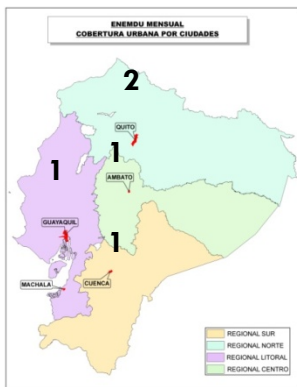 ENEMDU MENSUAL
COBERTURA URBANA POR CIUDADES
2
QUITO
1
1
AMBATO
GUAYAQUIL
1
MACHALA
CUENCA
REGIONAL SUR
REGIONAL NORTE
REGIONAL LITORAL
REGIONAL CENTRO